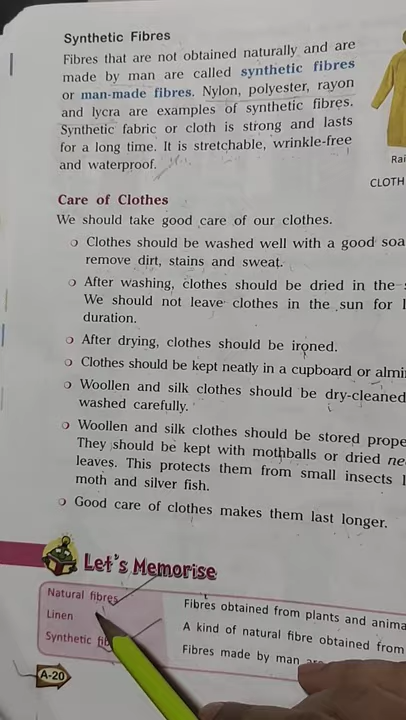 Synthetic Fibres
Fibres that are not obtained naturally and are
made by man are called synthetic fibres
or man-made fibres. Nylon, polyester, rayon
and lycra are examples of synthetic fibres.
Synthetic fabric or cloth is strong and lasts
for a long time. It is stretchable, wrinkle-free
and waterproof.
Rai
CLOTH
Care of Clothes
We should take good care of our clothes.
Clothes should be washed well with a good soa
remove dirt, stains and sweat.
After washing, clothes should be dried in the
We should not leave clothes in the sun for
duration.
After drying, clothes should be ironed.
Clothes should be kept neatly in a cupboard or almi
Woollen and silk clothes should be dry-cleaned
washed carefully.
Woollen and silk clothes should be stored prope
They should be kept with mothballs or dried ne
leaves. This protects them from small insects
moth and silver fish.
Good care of clothes makes them last longer.
Let's Memorise
Natural fibres Fibres obtained from plants and anima
Linen A kind of natural fibre obtained from
Synthetic Fibres made by man
A-20